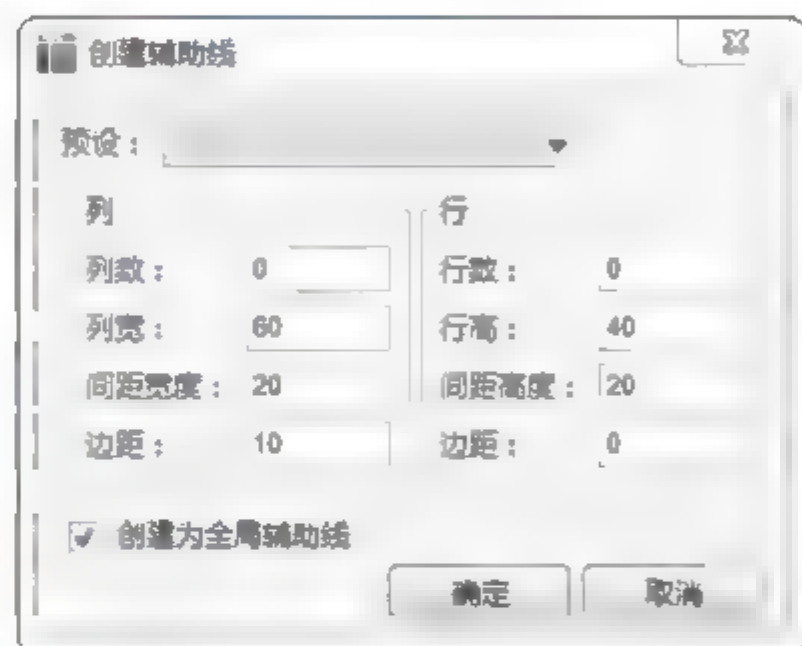 创建辅助线
预设：
列 行
列数： 0 行数： 0
列宽： 60 行高： 40
间距宽度： 20 间距高度： 20
边距： 10 边距： 0
创建为全局辅助线
确定 取消